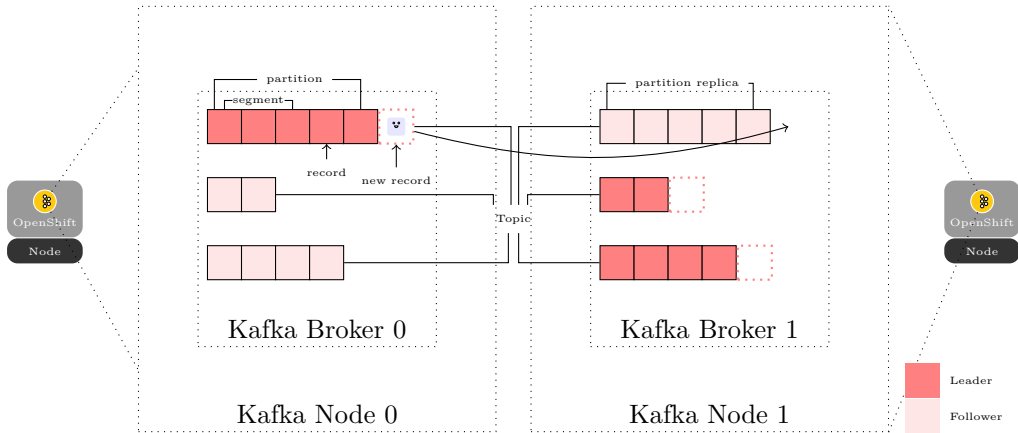 partition
partition replica
segment
record
new record
Topic
OpenShift
Node
OpenShift
Node
Kafka Broker 0
Kafka Broker 1
Kafka Node 0
Kafka Node 1
Leader
Follower